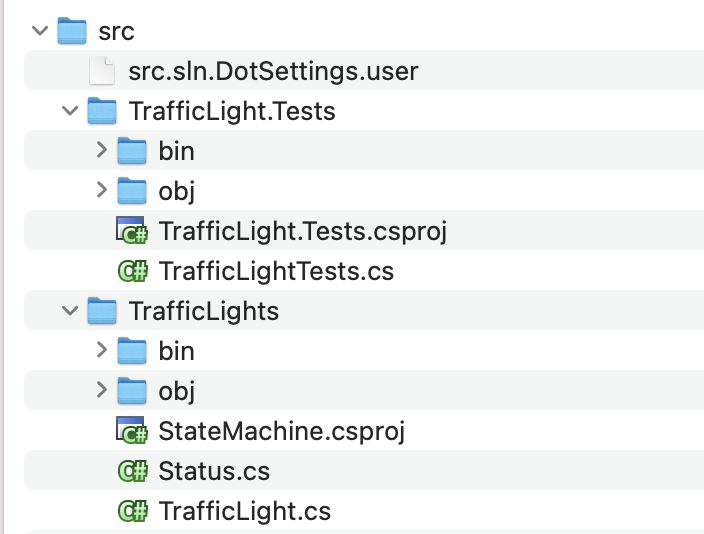 src
src.sln.DotSettings.user
TrafficLight.Tests
bin
obj
TrafficLight.Tests.csproj
C# TrafficLightTests.cs
TrafficLights
bin
obj
StateMachine.csproj
C# Status.cs
C# TrafficLight.cs